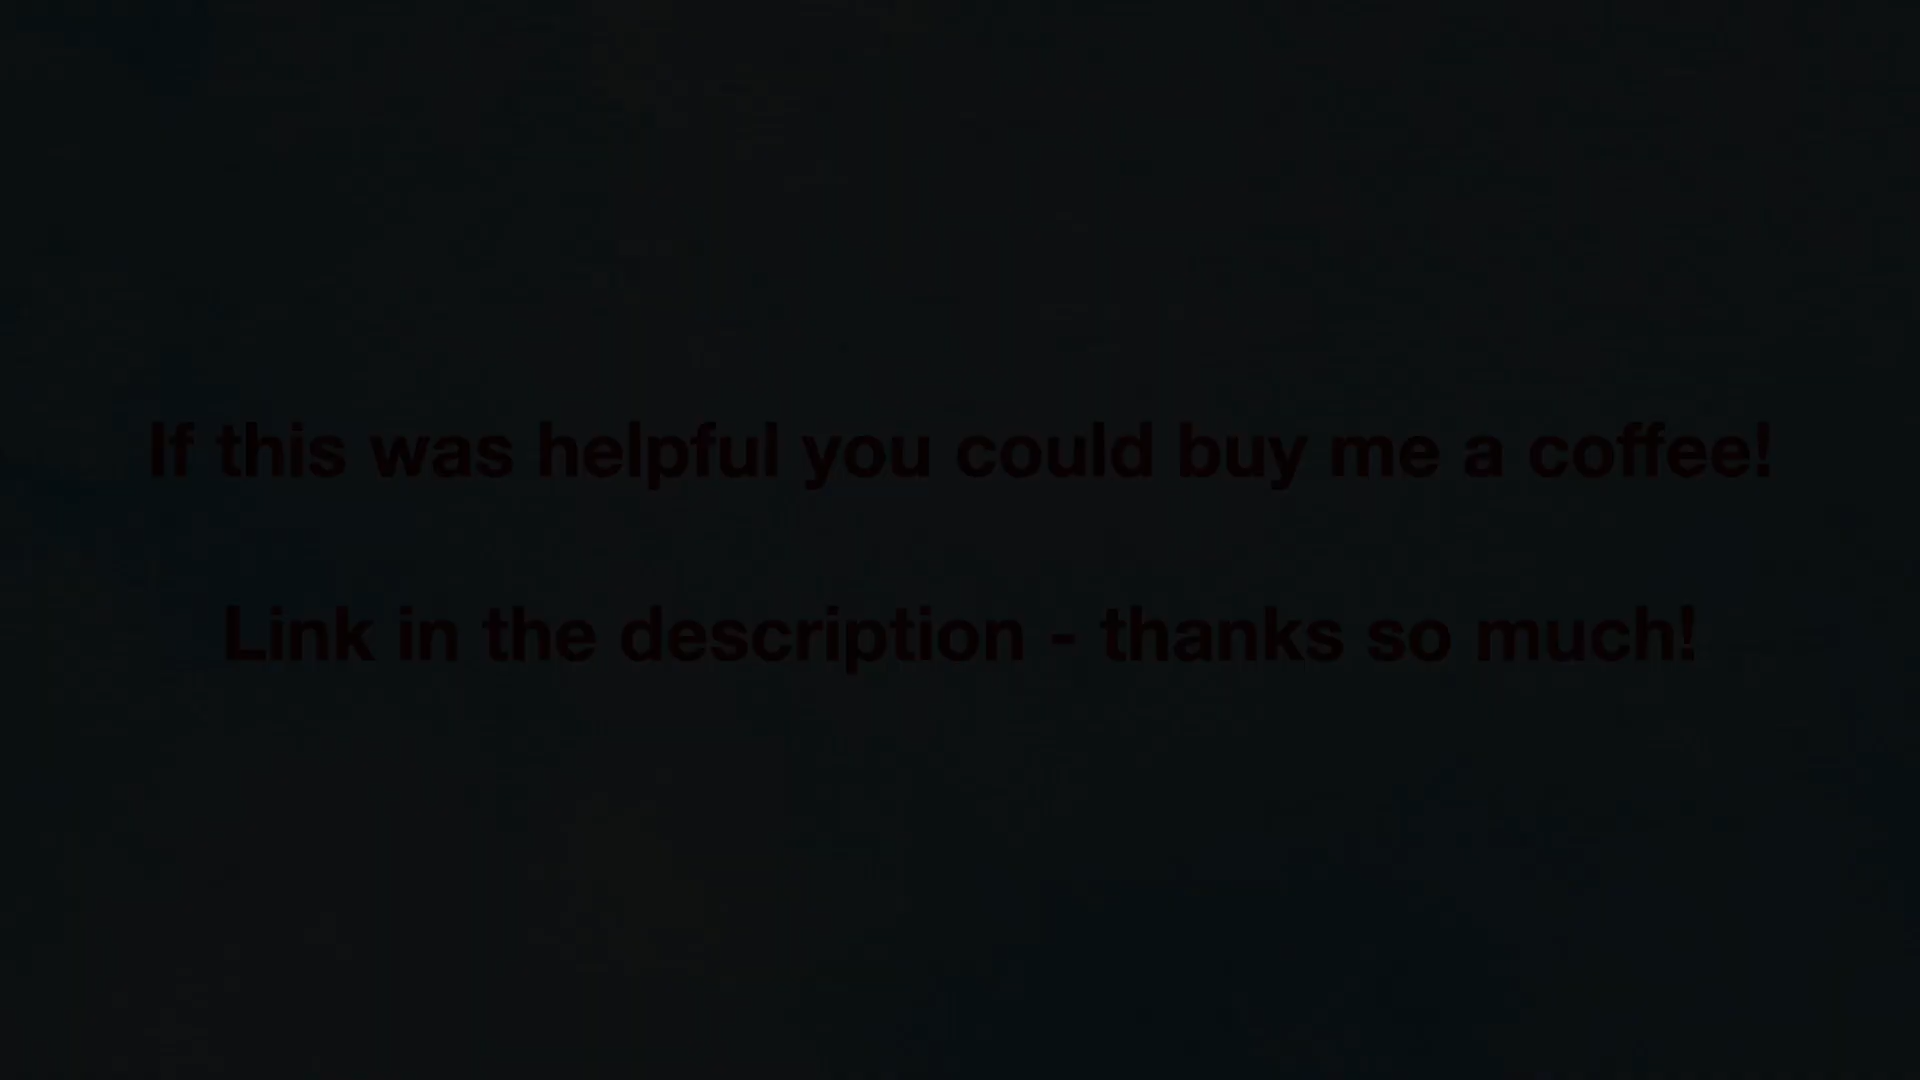 If this was helpful you could buy me a coffee!
Link in the description - thanks so much!